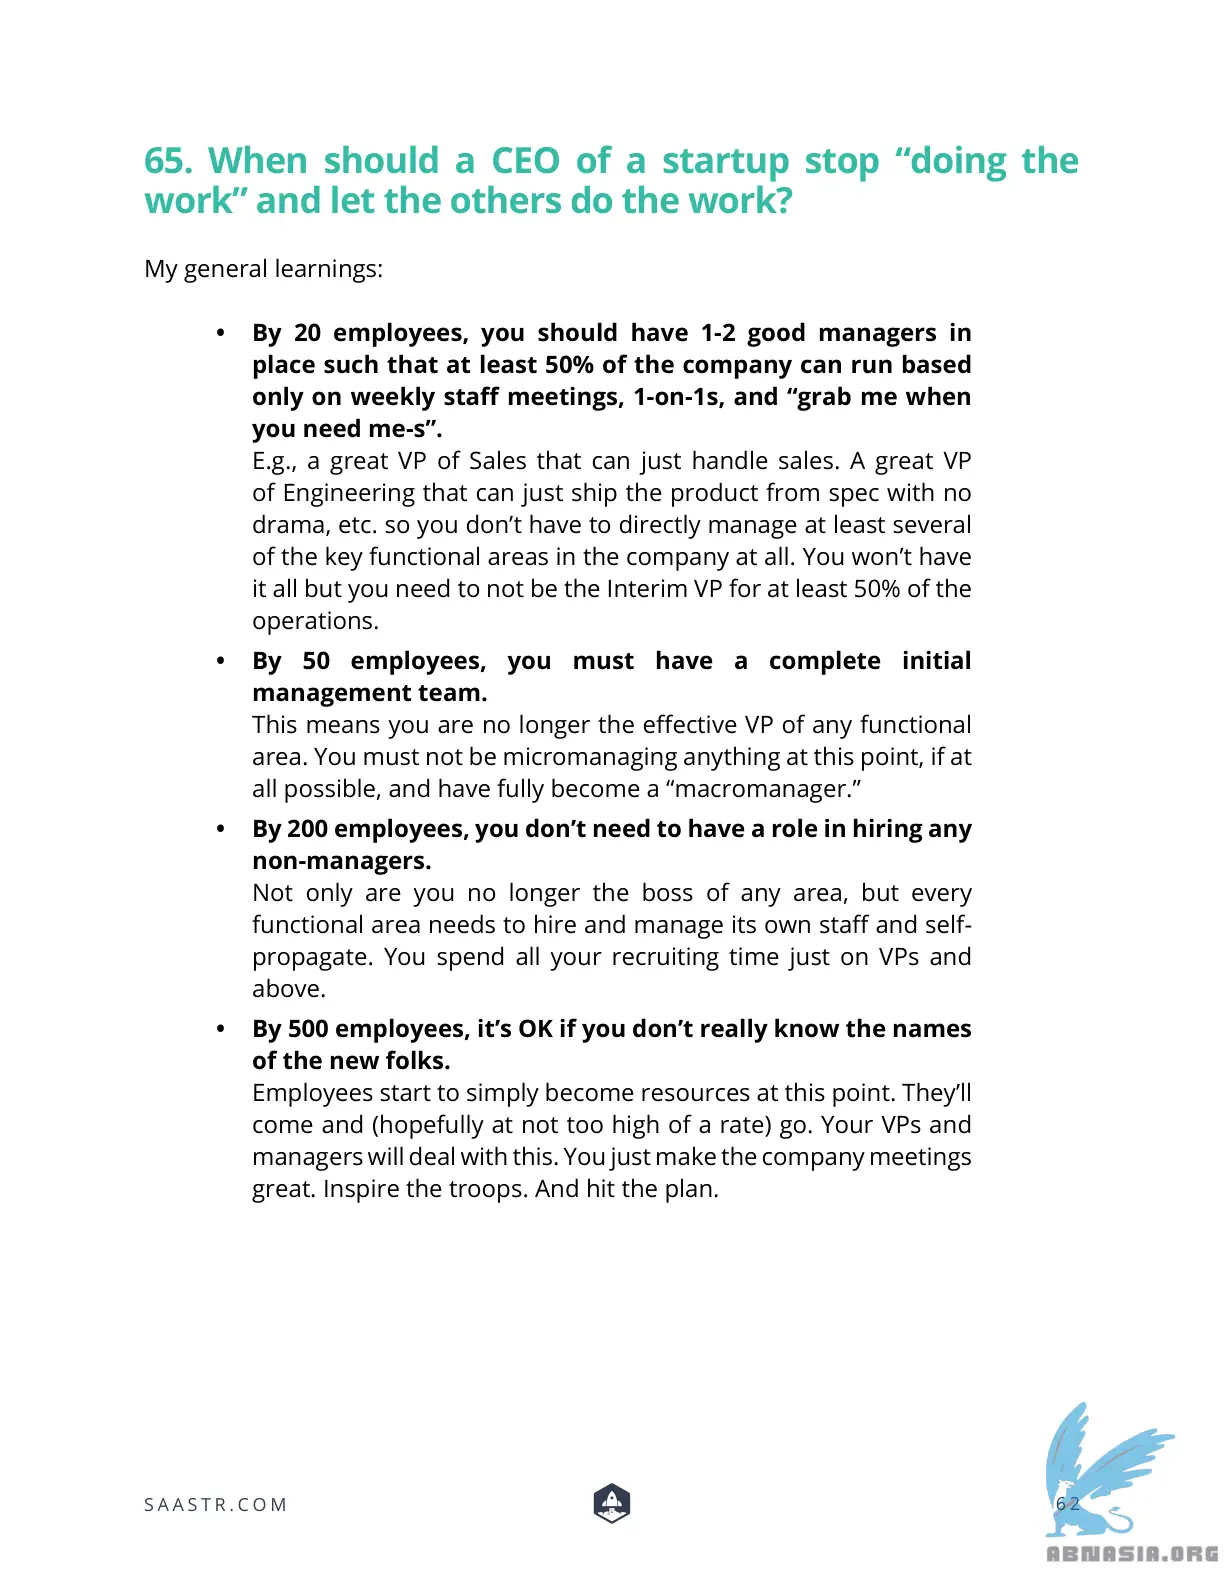 65. When should a CEO of a startup stop “doing the
work” and let the others do the work?
My general learnings:
• By 20 employees, you should have 1-2 good managers in
place such that at least 50% of the company can run based
only on weekly staff meetings, 1-on-1s, and “grab me when
you need me-s”.
E.g., a great VP of Sales that can just handle sales. A great VP
of Engineering that can just ship the product from spec with no
drama, etc. so you don’t have to directly manage at least several
of the key functional areas in the company at all. You won’t have
it all but you need to not be the Interim VP for at least 50% of the
operations.
• By 50 employees, you must have a complete initial
management team.
This means you are no longer the effective VP of any functional
area. You must not be micromanaging anything at this point, if at
all possible, and have fully become a “macromanager.”
• By 200 employees, you don’t need to have a role in hiring any
non-managers.
Not only are you no longer the boss of any area, but every
functional area needs to hire and manage its own staff and self-
propagate. You spend all your recruiting time just on VPs and
above.
• By 500 employees, it’s OK if you don’t really know the names
of the new folks.
Employees start to simply become resources at this point. They’ll
come and (hopefully at not too high of a rate) go. Your VPs and
managers will deal with this. You just make the company meetings
great. Inspire the troops. And hit the plan.
SAASTR.COM
62
ABNASIA.ORG